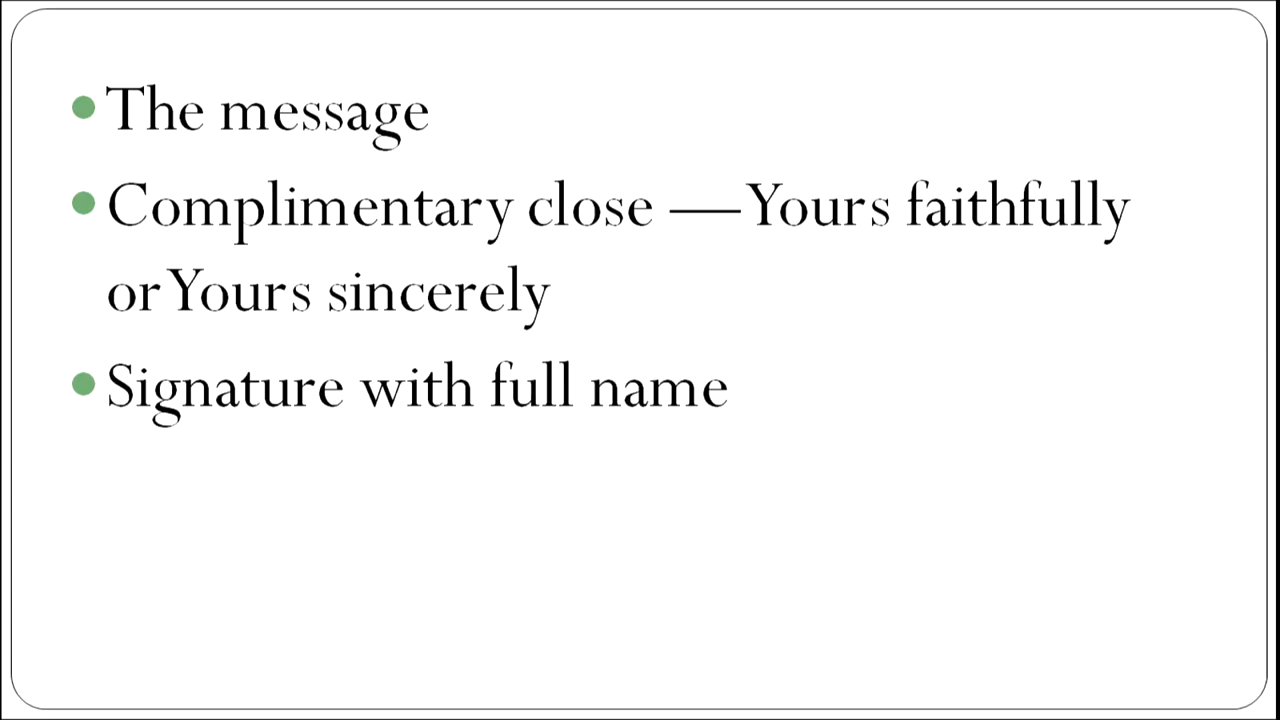 • The message
• Complimentary close — Yours faithfully
or Yours sincerely
• Signature with full name